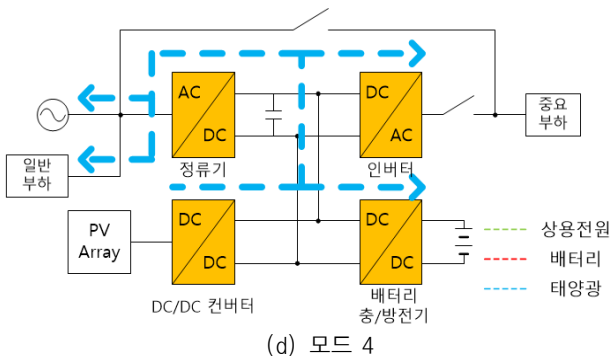 AC
DC
정류기
DC
AC
인버터
중요
부하
일반
부하
PV
Array
DC
DC
DC/DC 컨버터
DC
DC
배터리
충/방전기
상용전원
배터리
태양광
(d) 모드 4